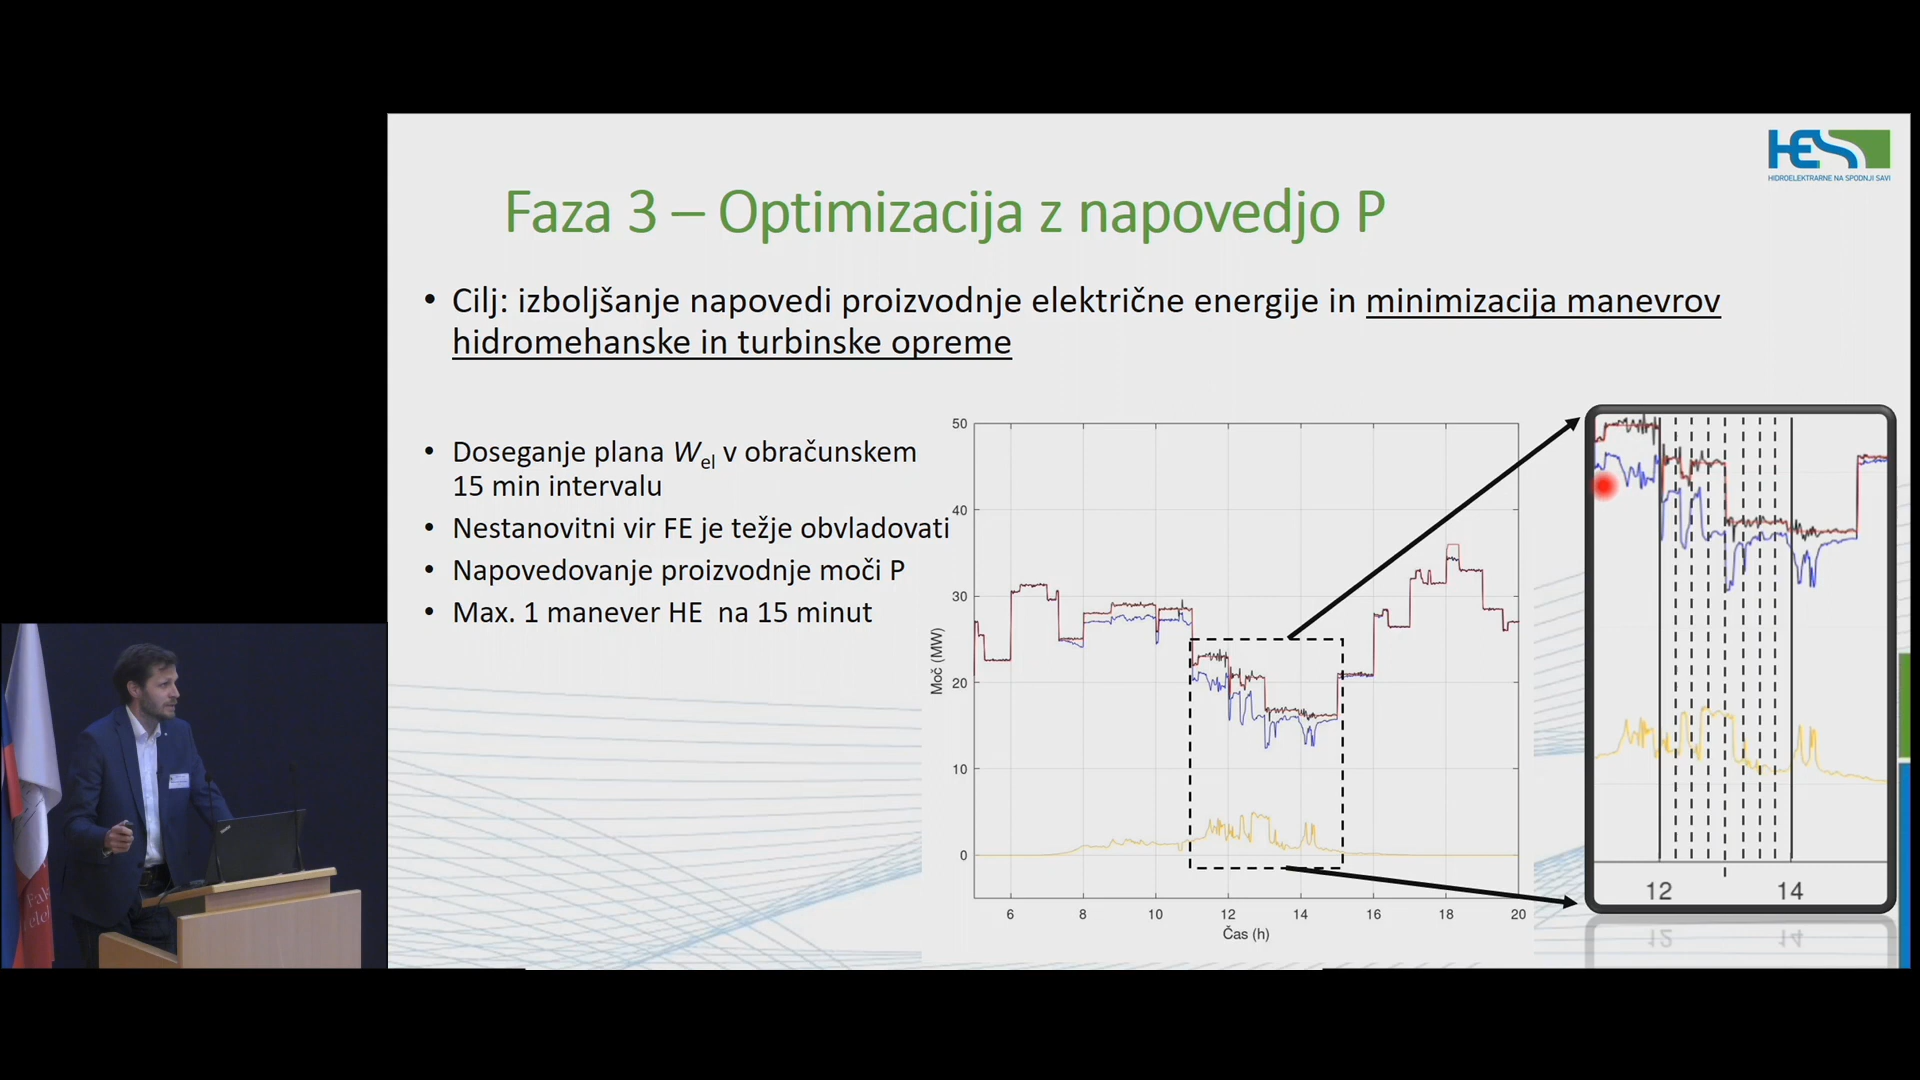 HESS
HIDROELEKTRARNE NA SPODNJI SAVI
Faza 3 – Optimizacija z napovedjo P
• Cilj: izboljšanje napovedi proizvodnje električne energije in minimizacija manevrov
hidromehanske in turbinske opreme
• Doseganje plana Wel v obračunskem
15 min intervalu
• Nestanovitni vir FE je težje obvladovati
• Napovedovanje proizvodnje moči P
• Max. 1 manever HE na 15 minut
50
40
30
20
10
0
Moč (MW)
6 8 10 12 14 16 18 20
Čas (h)
12 14